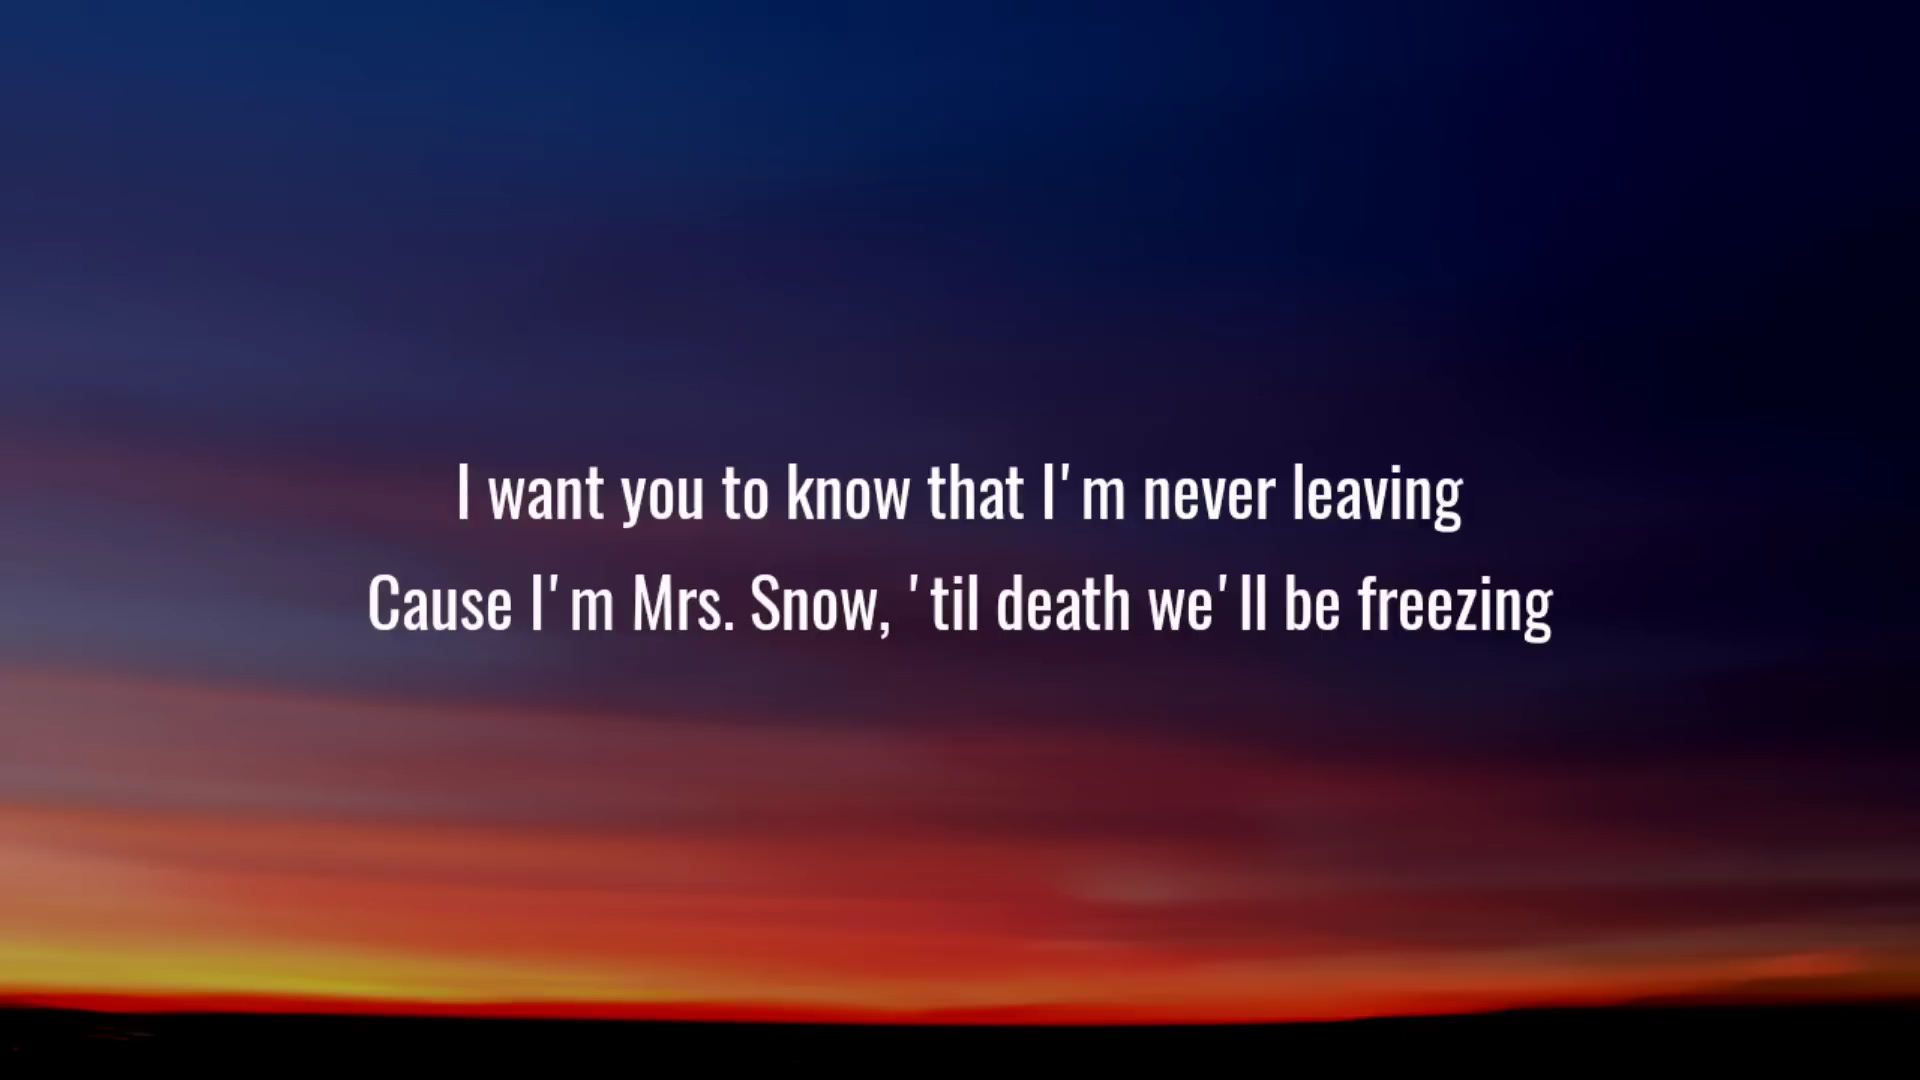 I want you to know that I'm never leaving
Cause I'm Mrs. Snow, 'til death we'll be freezing